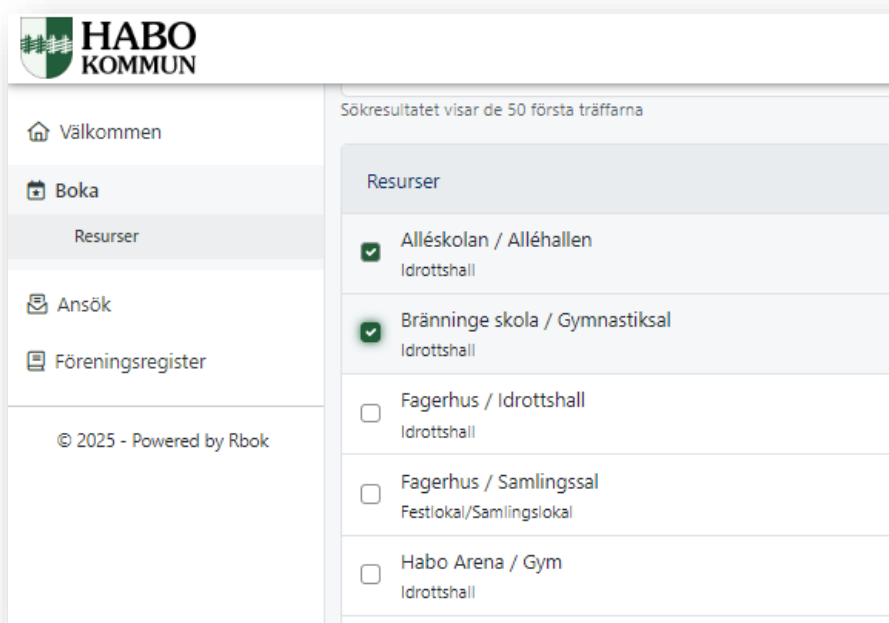 HABO
KOMMUN
Välkommen
Boka
Resurser
Ansök
Föreningsregister
© 2025 - Powered by Rbok
Sökresultatet visar de 50 första träffarna
Resurser
Alléskolan / Alléhallen
Idrottshall
Bränninge skola / Gymnastiksal
Idrottshall
Fagerhus / Idrottshall
Idrottshall
Fagerhus / Samlingssal
Festlokal/Samlingslokal
Habo Arena / Gym
Idrottshall